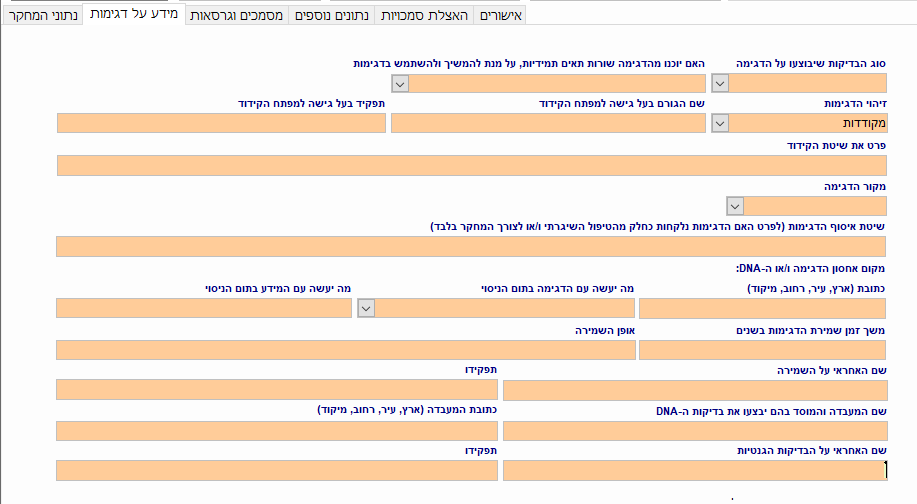 נתוני המחקר מידע על דגימות מסמכים וגרסאות נתונים נוספים האצלת סמכויות אישורים
סוג הבדיקות שיבוצעו על הדגימה האם יוכנו מהדגימה שורות תאים תמידיות, על מנת להמשיך ולהשתמש בדגימות
זיהוי הדגימות שם הגורם בעל גישה למפתח הקידוד תפקיד בעל גישה למפתח הקידוד
מקודדות
פרט את שיטת הקידוד
מקור הדגימה
שיטת איסוף הדגימות (לפרט האם הדגימות נלקחות כחלק מהטיפול השיגרתי ו/או לצורך המחקר בלבד)
מקום אחסון הדגימה ו/או ה-DNA:
כתובת (ארץ, עיר, רחוב, מיקוד) מה יעשה עם הדגימה בתום הניסוי מה יעשה עם המידע בתום הניסוי
משך זמן שמירת הדגימות בשנים אופן השמירה
שם האחראי על השמירה תפקידו
שם המעבדה והמוסד בהם יבצעו את בדיקות ה-DNA כתובת המעבדה (ארץ, עיר, רחוב, מיקוד)
שם האחראי על הבדיקות הגנטיות תפקידו